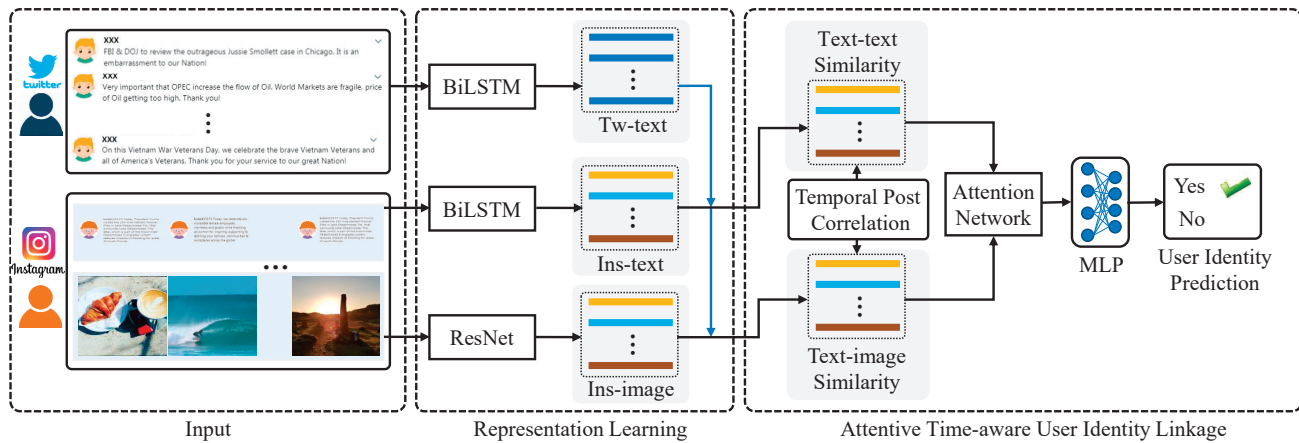 XXX
FBI & DOJ to review the outrageous Jussie Smollett case in Chicago. It is an
embarrassment to our Nation!
XXX
Very important that OPEC increase the flow of Oil. World Markets are fragile, price
of Oil getting too high. Thank you!
XXX
On this Vietnam War Veterans Day, we celebrate the brave Vietnam Veterans and
all of America's Veterans. Thank you for your service to our great Nation!
twitter
Instagram
Input
BiLSTM
Tw-text
BiLSTM
Ins-text
ResNet
Ins-image
Representation Learning
Text-text
Similarity
Temporal Post
Correlation
Text-image
Similarity
Attention
Network
MLP
Yes
No
User Identity
Prediction
Attentive Time-aware User Identity Linkage